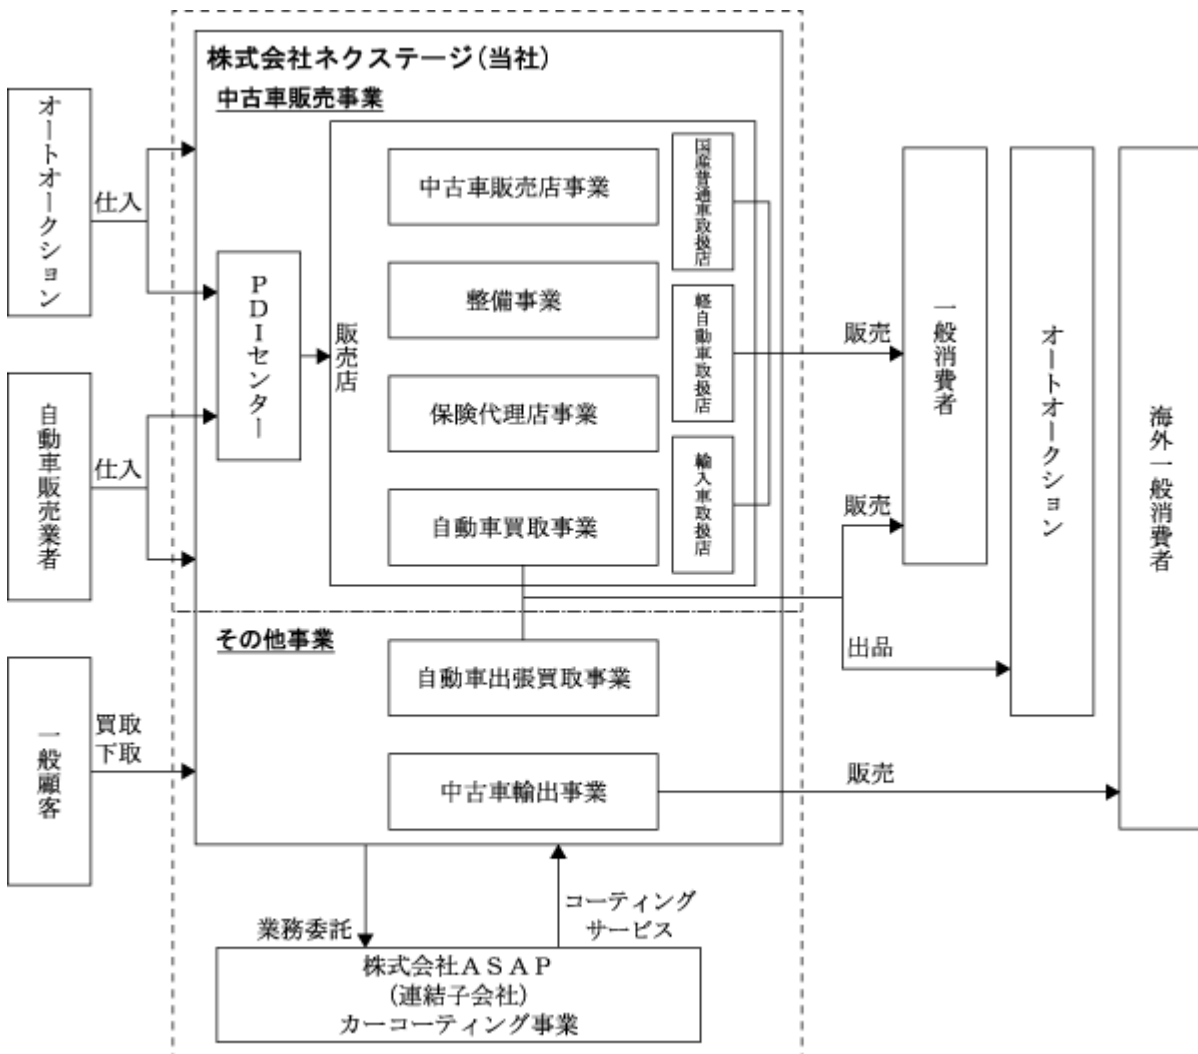 株式会社ネクステージ（当社）
中古車販売事業
オートオークション
仕入
自動車販売業者
仕入
一般顧客
買取
下取
PDIセンター
販売店
中古車販売店事業
整備事業
保険代理店事業
自動車買取事業
国産普通車取扱店
軽自動車取扱店
輸入車取扱店
その他事業
自動車出張買取事業
中古車輸出事業
販売
販売
出品
販売
一般消費者
オートオークション
海外一般消費者
業務委託
コーティング
サービス
株式会社ASAP
（連結子会社）
カーコーティング事業